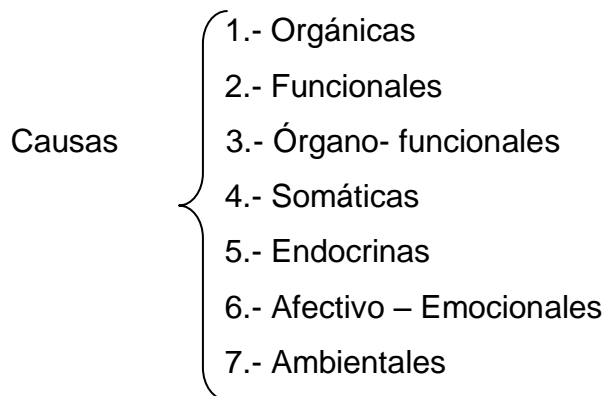 1.- Orgánicas
2.- Funcionales
Causas
3.- Órgano- funcionales
4.- Somáticas
5.- Endocrinas
6.- Afectivo – Emocionales
7.- Ambientales